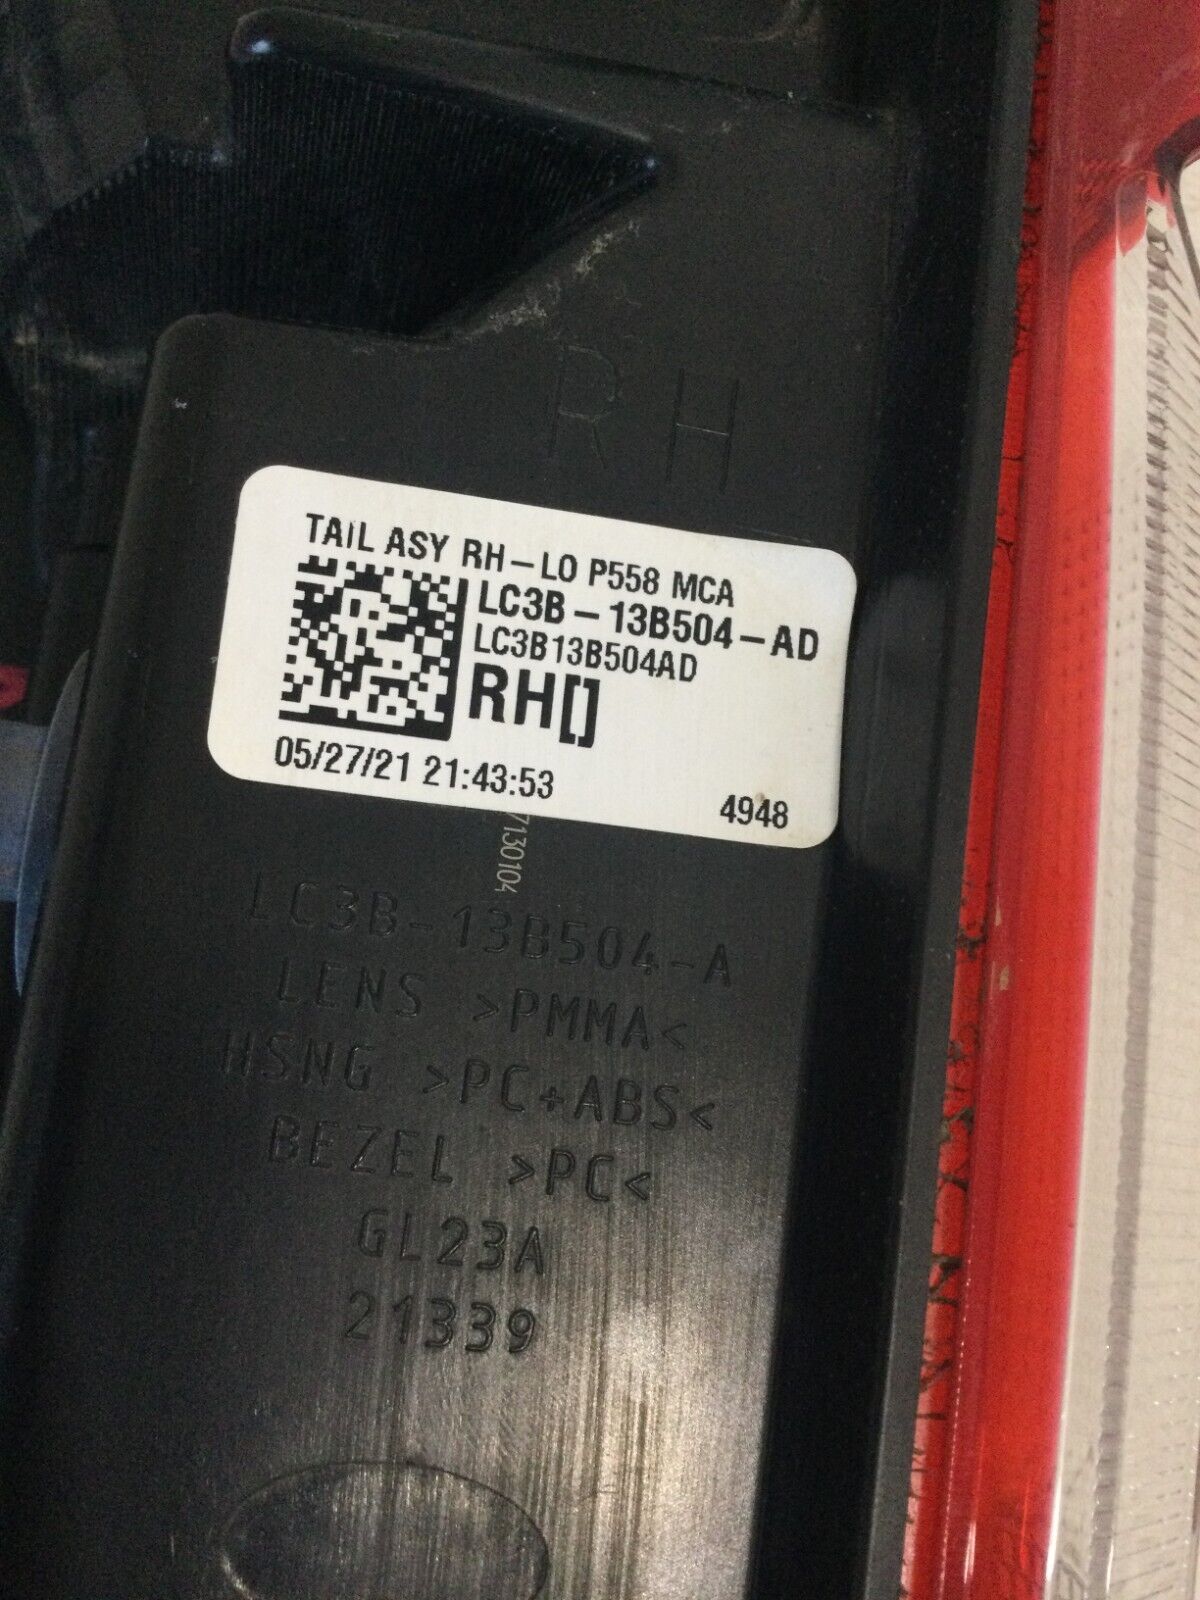 RH
TAIL ASY RH-LO P558 MCA
LC3B-13B504-AD
LC3B13B504AD
RH[]
05/27/21 21:43:53
4948
7130104
LC3B-13B504-A
LENS >PMMA<
HSNG >PC+ABS<
BEZEL >PC<
GL23A
21339